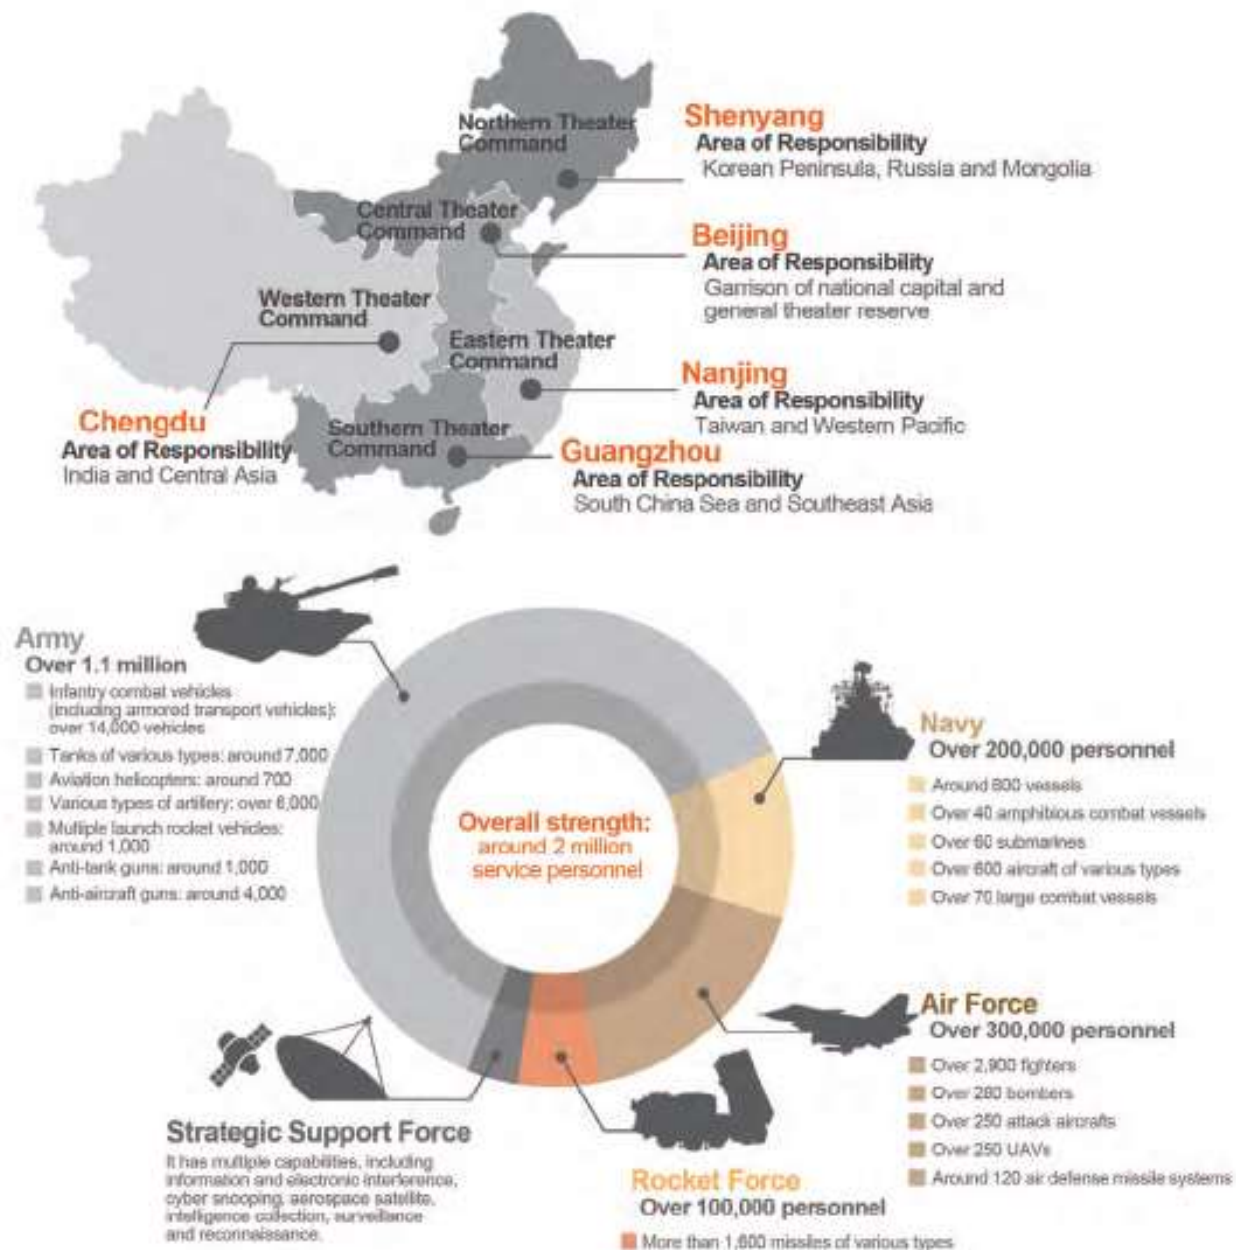 Northern Theater
Command
Shenyang
Area of Responsibility
Korean Peninsula, Russia and Mongolia
Central Theater
Command
Beijing
Area of Responsibility
Garrison of national capital and
general theater reserve
Western Theater
Command
Eastern Theater
Command
Nanjing
Area of Responsibility
Taiwan and Western Pacific
Chengdu
Area of Responsibility
India and Central Asia
Southern Theater
Command
Guangzhou
Area of Responsibility
South China Sea and Southeast Asia
Army
Over 1.1 million
Infantry combat vehicles
(including armored transport vehicles):
over 14,000 vehicles
Tanks of various types: around 7,000
Aviation helicopters: around 700
Various types of artillery: over 6,000
Multiple launch rocket vehicles:
around 1,000
Anti-tank guns: around 1,000
Anti-aircraft guns: around 4,000
Overall strength:
around 2 million
service personnel
Navy
Over 200,000 personnel
Around 800 vessels
Over 40 amphibious combat vessels
Over 60 submarines
Over 600 aircraft of various types
Over 70 large combat vessels
Air Force
Over 300,000 personnel
Over 2,900 fighters
Over 280 bombers
Over 250 attack aircrafts
Over 250 UAVs
Around 120 air defense missile systems
Strategic Support Force
It has multiple capabilities, including
information and electronic interference,
cyber snooping, aerospace satellite,
intelligence collection, surveillance
and reconnaissance.
Rocket Force
Over 100,000 personnel
More than 1,600 missiles of various types